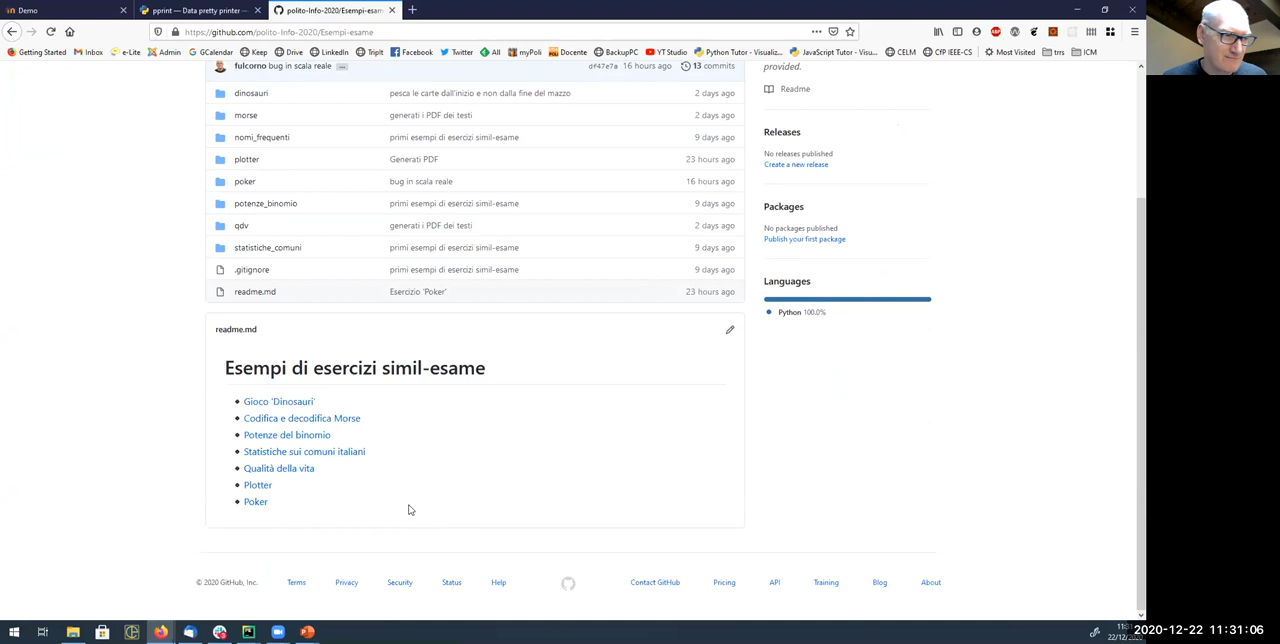 Demo
pprint — Data pretty printer —
polito-Info-2020/Esempi-esame
https://github.com/polito-Info-2020/Esempi-esame
Getting Started
Inbox
e-Lite
Admin
GCalendar
Keep
Drive
LinkedIn
TripIt
Facebook
Twitter
All
myPoli
Docente
BackupPC
YT Studio
Python Tutor - Visualiz...
JavaScript Tutor - Visu...
CELM
CfP IEEE-CS
Most Visited
trrs
ICM
fulcorno bug in scala reale
df47e7a 16 hours ago
13 commits
dinosauri pesca le carte dall'inizio e non dalla fine del mazzo 2 days ago
morse generati i PDF dei testi 2 days ago
nomi_frequenti primi esempi di esercizi simil-esame 9 days ago
plotter Generati PDF 23 hours ago
poker bug in scala reale 16 hours ago
potenze_binomio primi esempi di esercizi simil-esame 9 days ago
qdv generati i PDF dei testi 2 days ago
statistiche_comuni primi esempi di esercizi simil-esame 9 days ago
.gitignore primi esempi di esercizi simil-esame 9 days ago
readme.md Esercizio 'Poker' 23 hours ago
provided.
Readme
Releases
No releases published
Create a new release
Packages
No packages published
Publish your first package
Languages
Python 100.0%
readme.md
Esempi di esercizi simil-esame
Gioco 'Dinosauri'
Codifica e decodifica Morse
Potenze del binomio
Statistiche sui comuni italiani
Qualità della vita
Plotter
Poker
© 2020 GitHub, Inc.
Terms
Privacy
Security
Status
Help
Contact GitHub
Pricing
API
Training
Blog
About
22/12/2020
2020-12-22 11:31:06